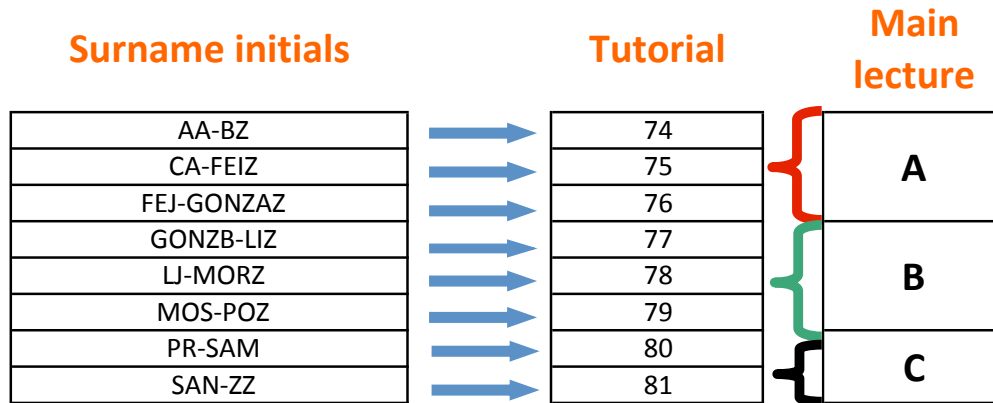 Surname initials Tutorial Main lecture
AA-BZ 74
CA-FEIZ 75 A
FEJ-GONZAZ 76
GONZB-LIZ 77
LJ-MORZ 78 B
MOS-POZ 79
PR-SAM 80
SAN-ZZ 81 C